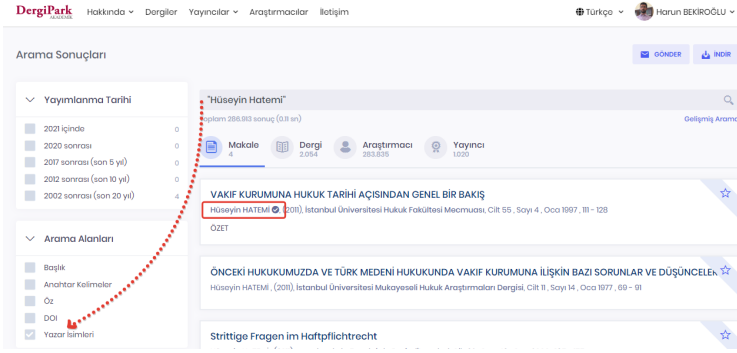 DergiPark
AKADEMİK
Hakkında
Dergiler
Yayıncılar
Araştırmacılar
İletişim
Türkçe
Harun BEKİROĞLU
Arama Sonuçları
GÖNDER
İNDİR
Yayımlanma Tarihi
2021 içinde 0
2020 sonrası 0
2017 sonrası (son 5 yıl) 0
2012 sonrası (son 10 yıl) 0
2002 sonrası (son 20 yıl) 4
Arama Alanları
Başlık
Anahtar Kelimeler
Öz
DOI
Yazar İsimleri
"Hüseyin Hatemi"
Toplam 286.913 sonuç (0.8 sn)
Gelişmiş Arama
Makale
4
Dergi
2.054
Araştırmacı
283.835
Yayıncı
1.020
VAKIF KURUMUNA HUKUK TARİHİ AÇISINDAN GENEL BİR BAKIŞ
Hüseyin HATEMİ , (2011), İstanbul Üniversitesi Hukuk Fakültesi Mecmuası, Cilt 55 , Sayı 4 , Oca 1997 , 111 - 128
ÖZET
ÖNCEKİ HUKUKUMUZDA VE TÜRK MEDENİ HUKUKUNDA VAKIF KURUMUNA İLİŞKİN BAZI SORUNLAR VE DÜŞÜNCELER
Hüseyin HATEMİ , (2011), İstanbul Üniversitesi Mukayeseli Hukuk Araştırmaları Dergisi, Cilt 11 , Sayı 14 , Oca 1977 , 69 - 91
Strittige Fragen im Haftpflichtrecht